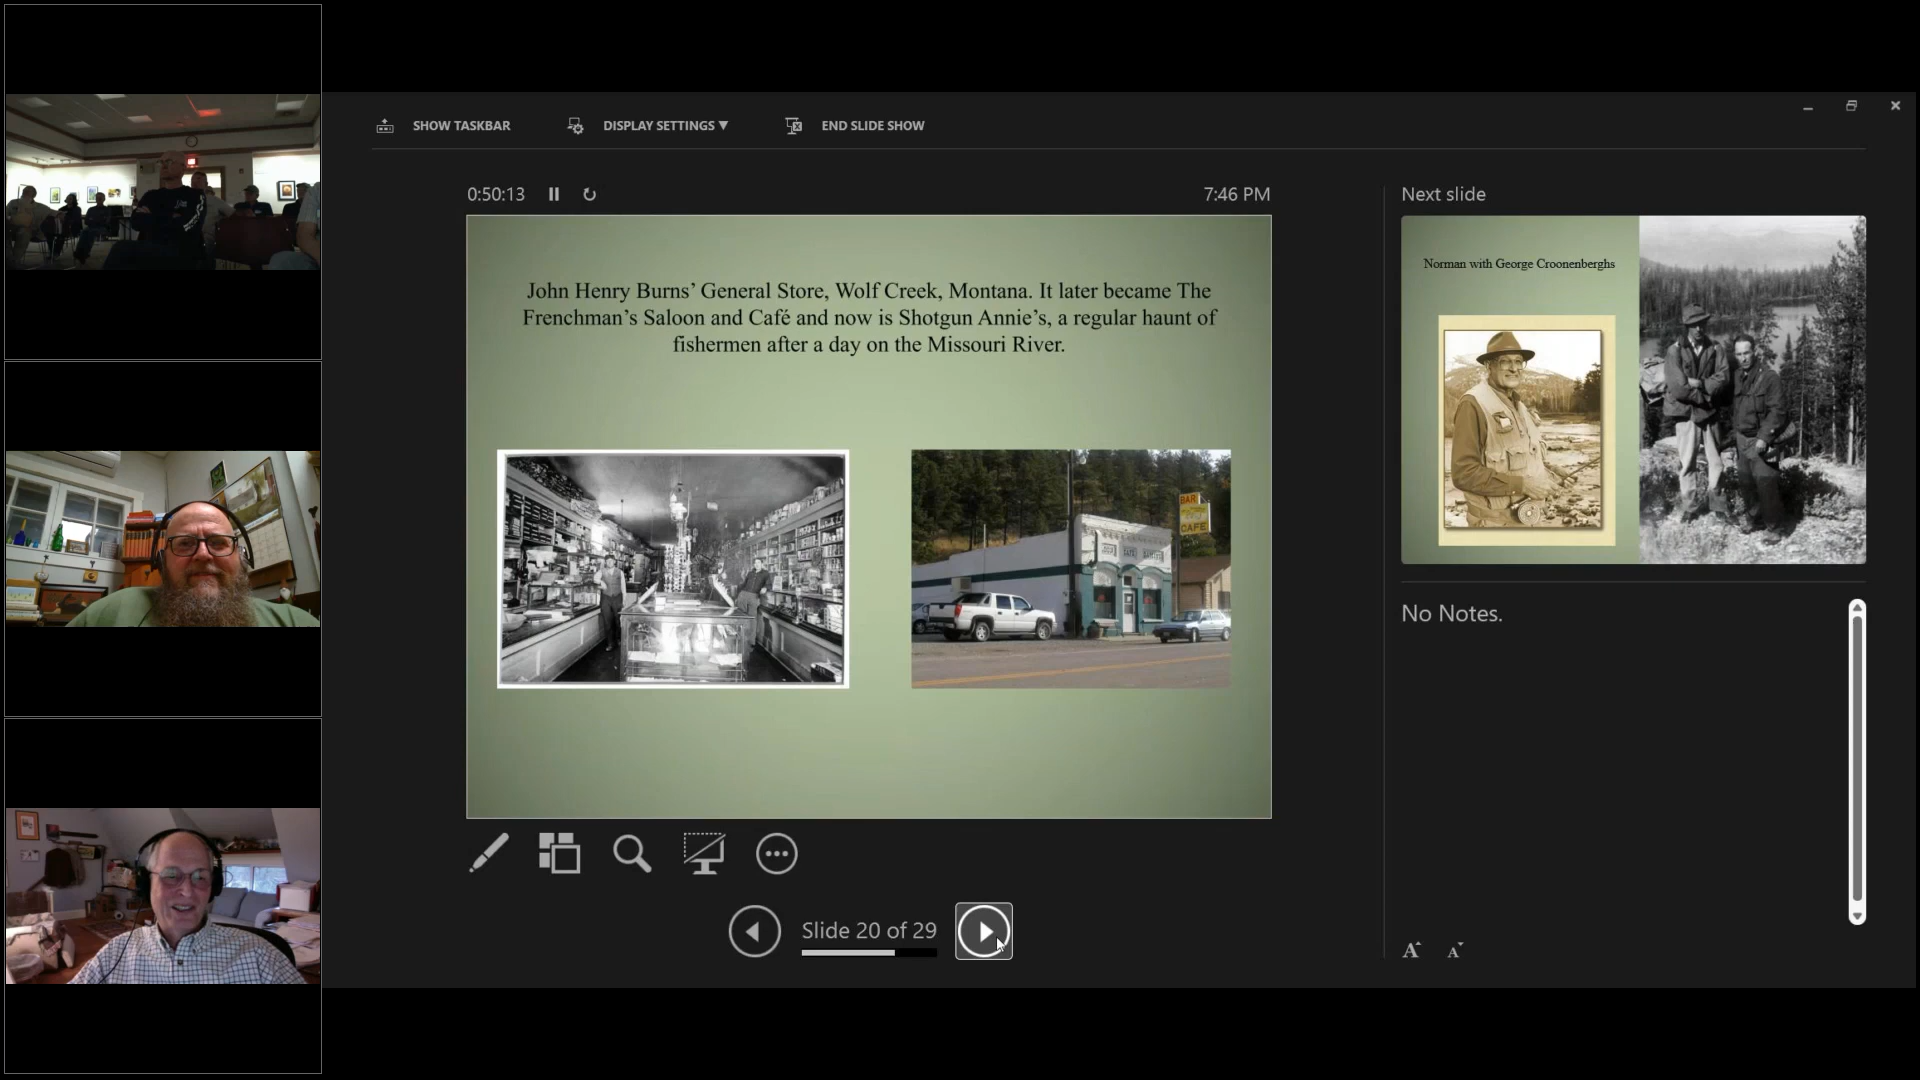 SHOW TASKBAR
DISPLAY SETTINGS ▼
END SLIDE SHOW
0:50:13
7:46 PM
John Henry Burns’ General Store, Wolf Creek, Montana. It later became The
Frenchman’s Saloon and Café and now is Shotgun Annie’s, a regular haunt of
fishermen after a day on the Missouri River.
BAR
CAFE
Slide 20 of 29
Next slide
Norman with George Croonenberghs
No Notes.
A
A